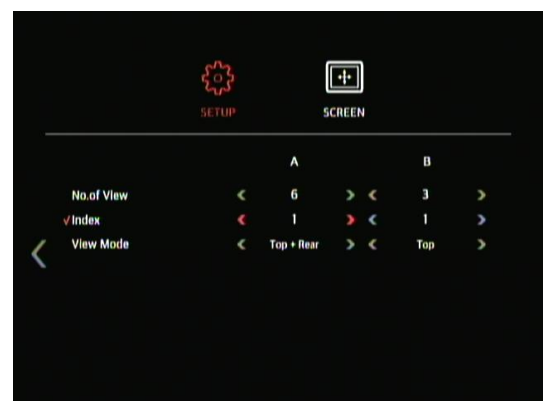 SETUP SCREEN
A B
No.of View 6 3
√Index 1 1
View Mode Top + Rear Top